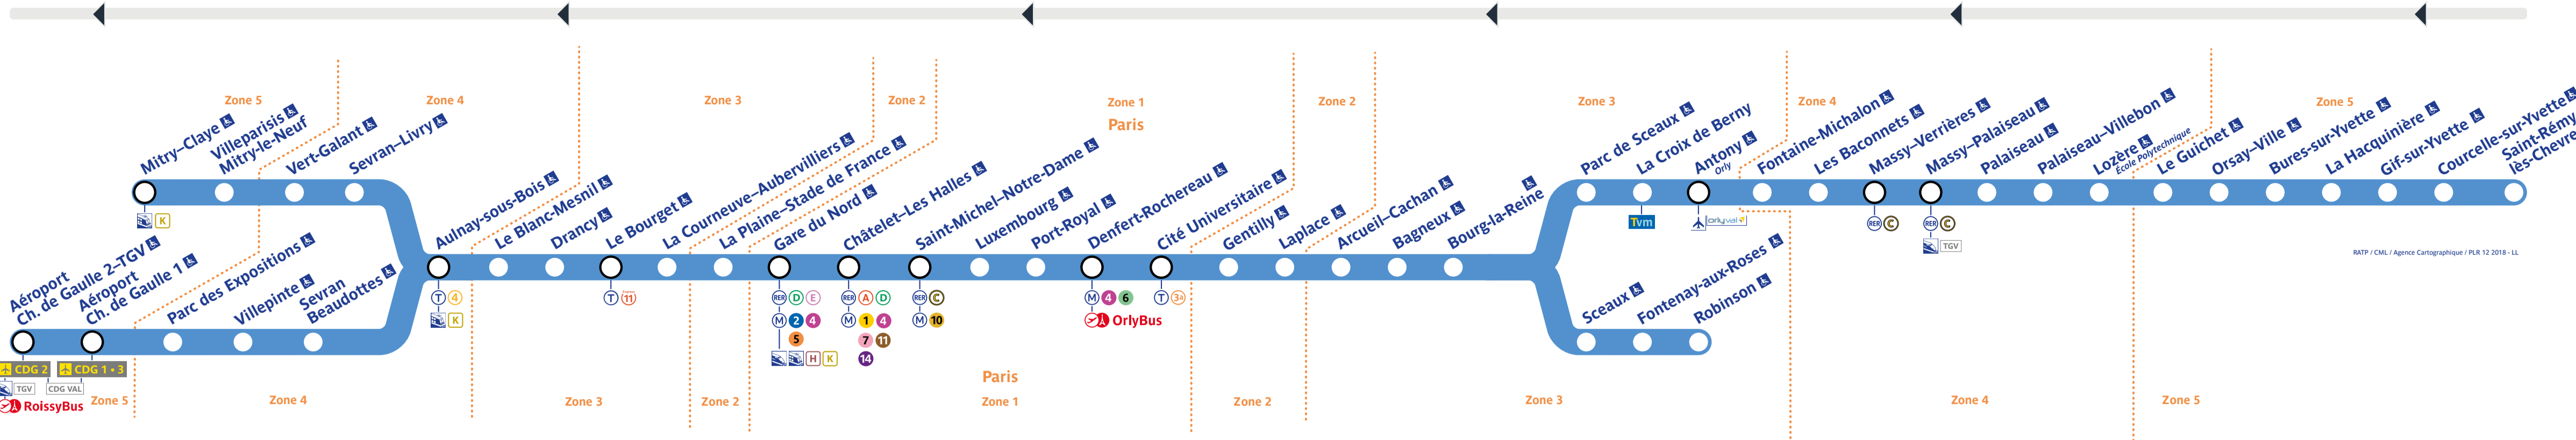 Zone 5
Zone 4
Zone 3
Zone 2
Zone 1
Paris
Zone 2
Zone 3
Zone 4
Zone 5
Mitry–Claye
Villeparisis
Mitry-le-Neuf
Vert-Galant
Sevran–Livry
K
Aéroport
Ch. de Gaulle 2–TGV
Aéroport
Ch. de Gaulle 1
Parc des Expositions
Villepinte
Sevran
Beaudottes
CDG 2
CDG 1 • 3
TGV
CDG VAL
RoissyBus
Aulnay-sous-Bois
T 4
K
Le Blanc-Mesnil
Drancy
Le Bourget
T 11
La Courneuve–Aubervilliers
La Plaine–Stade de France
Gare du Nord
RER D E
M 2 4
5
H K
Châtelet–Les Halles
RER A D
M 1 4
7 11
14
Saint-Michel–Notre-Dame
RER C
M 10
Luxembourg
Port-Royal
Denfert-Rochereau
M 4 6
OrlyBus
Cité Universitaire
T 3a
Gentilly
Laplace
Arcueil–Cachan
Bagneux
Bourg-la-Reine
Parc de Sceaux
La Croix de Berny
Tvm
Antony
Orly
orlyval
Fontaine-Michalon
Les Baconnets
Massy–Verrières
RER C
Massy–Palaiseau
RER C
TGV
Palaiseau
Palaiseau–Villebon
Lozère
École Polytechnique
Le Guichet
Orsay–Ville
Bures-sur-Yvette
La Hacquinière
Gif-sur-Yvette
Courcelle-sur-Yvette
Saint-Rémy
lès-Chevre
Sceaux
Fontenay-aux-Roses
Robinson
RATP / CML / Agence Cartographique / PLR 12 2018 - LL
Zone 5
Zone 4
Zone 3
Zone 2
Paris
Zone 1
Zone 2
Zone 3
Zone 4
Zone 5